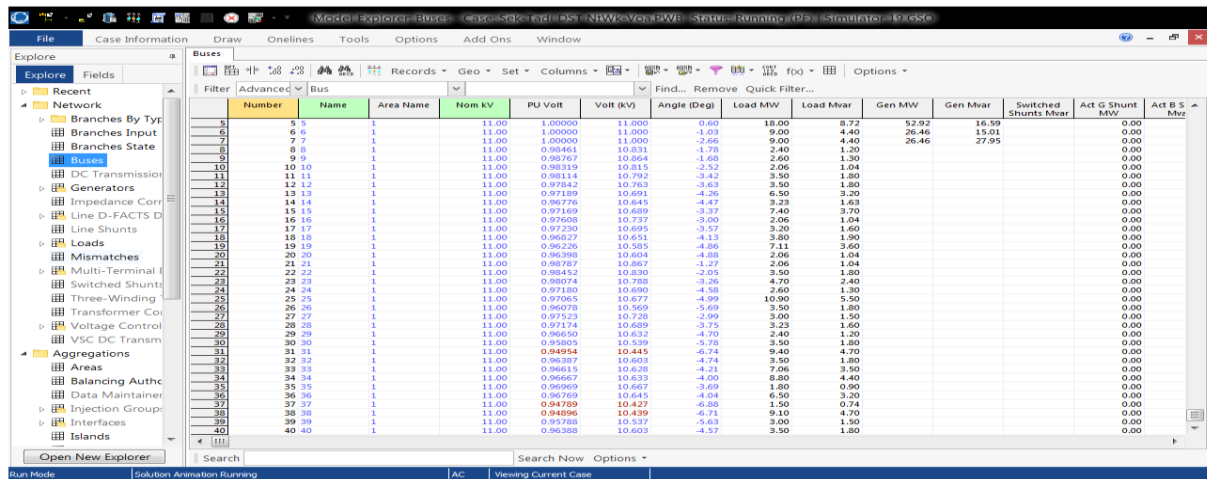 Model Explorer: Buses - Case: Sek-Tadi DST NtWk-Voa.PWB Status: Running (PF) | Simulator 19 GSO
File Case Information Draw Onelines Tools Options Add Ons Window
Explore
Buses
Explore Fields
Records Geo Set Columns f(x) Options
Filter Advanced Bus Find... Remove Quick Filter...
Recent
Network
Branches By Typ
Branches Input
Branches State
Buses
DC Transmission
Generators
Impedance Corr
Line D-FACTS D
Line Shunts
Loads
Mismatches
Multi-Terminal
Switched Shunts
Three-Winding
Transformer Co
Voltage Control
VSC DC Transm
Aggregations
Areas
Balancing Autho
Data Maintainer
Injection Groups
Interfaces
Islands
Open New Explorer
Number Name Area Name Nom kV PU Volt Volt (kV) Angle (Deg) Load MW Load Mvar Gen MW Gen Mvar Switched Shunts Mvar Act G Shunt MW Act B S Mva
5 5 5 1 11.00 1.00000 11.000 0.60 18.00 8.72 52.92 16.59 0.00
6 6 6 1 11.00 1.00000 11.000 -1.03 9.00 4.40 26.46 15.01 0.00
7 7 7 1 11.00 1.00000 11.000 -2.66 9.00 4.40 26.46 27.95 0.00
8 8 8 1 11.00 0.98461 10.831 -1.78 2.40 1.20 0.00
9 9 9 1 11.00 0.98767 10.864 -1.68 2.60 1.30 0.00
10 10 10 1 11.00 0.98319 10.815 -2.52 2.06 1.04 0.00
11 11 11 1 11.00 0.98114 10.792 -3.42 3.50 1.80 0.00
12 12 12 1 11.00 0.97842 10.763 -3.63 3.50 1.80 0.00
13 13 13 1 11.00 0.97189 10.691 -4.26 6.50 3.20 0.00
14 14 14 1 11.00 0.96776 10.645 -4.47 3.23 1.63 0.00
15 15 15 1 11.00 0.97169 10.689 -3.37 7.40 3.70 0.00
16 16 16 1 11.00 0.97608 10.737 -3.00 2.06 1.04 0.00
17 17 17 1 11.00 0.97230 10.695 -3.57 3.20 1.60 0.00
18 18 18 1 11.00 0.96827 10.651 -4.13 3.80 1.90 0.00
19 19 19 1 11.00 0.96226 10.585 -4.86 7.11 3.60 0.00
20 20 20 1 11.00 0.96398 10.604 -4.88 2.06 1.04 0.00
21 21 21 1 11.00 0.98787 10.867 -1.27 2.06 1.04 0.00
22 22 22 1 11.00 0.98452 10.830 -2.05 3.50 1.80 0.00
23 23 23 1 11.00 0.98074 10.788 -3.26 4.70 2.40 0.00
24 24 24 1 11.00 0.97180 10.690 -4.58 2.60 1.30 0.00
25 25 25 1 11.00 0.97065 10.677 -4.99 10.90 5.50 0.00
26 26 26 1 11.00 0.96078 10.569 -5.69 3.50 1.80 0.00
27 27 27 1 11.00 0.97523 10.728 -2.99 3.00 1.50 0.00
28 28 28 1 11.00 0.97174 10.689 -3.75 3.23 1.60 0.00
29 29 29 1 11.00 0.96650 10.632 -4.70 2.40 1.20 0.00
30 30 30 1 11.00 0.95805 10.539 -5.78 3.50 1.80 0.00
31 31 31 1 11.00 0.94954 10.445 -6.74 9.40 4.70 0.00
32 32 32 1 11.00 0.96387 10.603 -4.74 3.50 1.80 0.00
33 33 33 1 11.00 0.96615 10.628 -4.21 7.06 3.50 0.00
34 34 34 1 11.00 0.96667 10.633 -4.00 8.80 4.40 0.00
35 35 35 1 11.00 0.96969 10.667 -3.69 1.80 0.90 0.00
36 36 36 1 11.00 0.96769 10.645 -4.04 6.50 3.20 0.00
37 37 37 1 11.00 0.94789 10.427 -6.88 1.50 0.74 0.00
38 38 38 1 11.00 0.94896 10.439 -6.71 9.10 4.70 0.00
39 39 39 1 11.00 0.95788 10.537 -5.63 3.00 1.50 0.00
40 40 40 1 11.00 0.96388 10.603 -4.57 3.50 1.80 0.00
Search Search Now Options
Run Mode Solution Animation Running AC Viewing Current Case